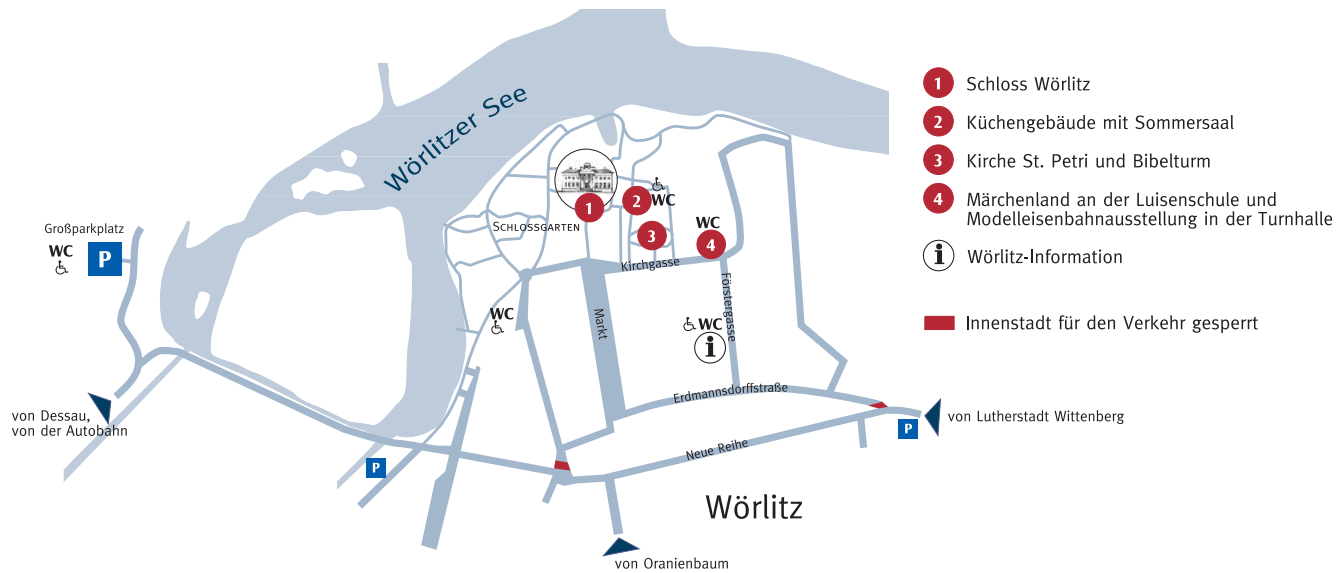 Wörlitzer See
Großparkplatz
WC
P
von Dessau,
von der Autobahn
SCHLOSSGARTEN
1
2
WC
3
WC
4
Kirchgasse
WC
Markt
Förstergasse
WC
i
Erdmannsdorffstraße
Neue Reihe
P
P
von Lutherstadt Wittenberg
Wörlitz
von Oranienbaum
1 Schloss Wörlitz
2 Küchengebäude mit Sommersaal
3 Kirche St. Petri und Bibelturm
4 Märchenland an der Luisenschule und
Modelleisenbahnausstellung in der Turnhalle
i Wörlitz-Information
Innenstadt für den Verkehr gesperrt